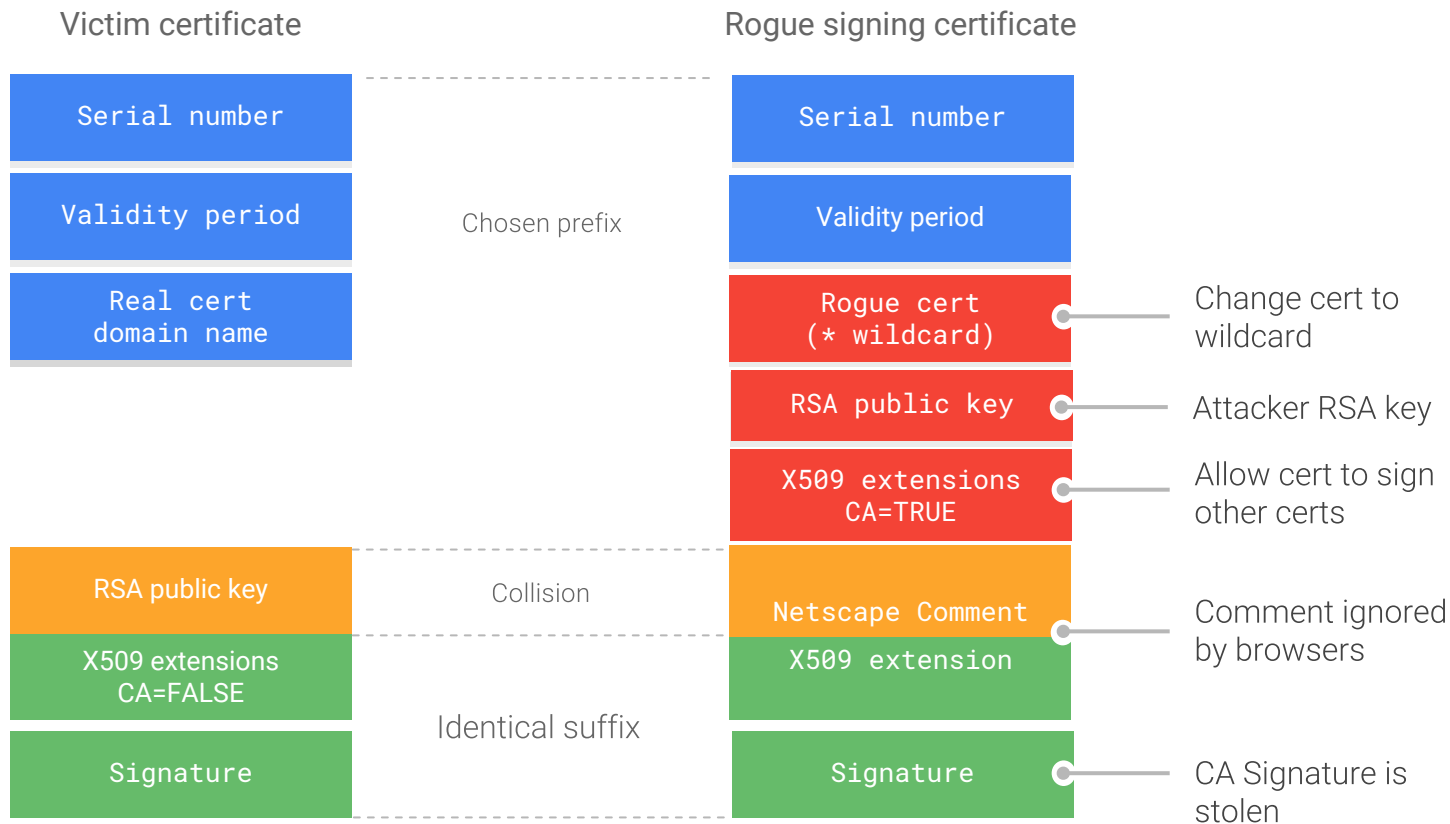 Victim certificate
Rogue signing certificate
Serial number
Serial number
Validity period
Chosen prefix
Validity period
Real cert
domain name
Rogue cert
(* wildcard)
Change cert to
wildcard
RSA public key
Attacker RSA key
X509 extensions
CA=TRUE
Allow cert to sign
other certs
RSA public key
Collision
Netscape Comment
Comment ignored
by browsers
X509 extensions
CA=FALSE
X509 extension
Identical suffix
Signature
Signature
CA Signature is
stolen